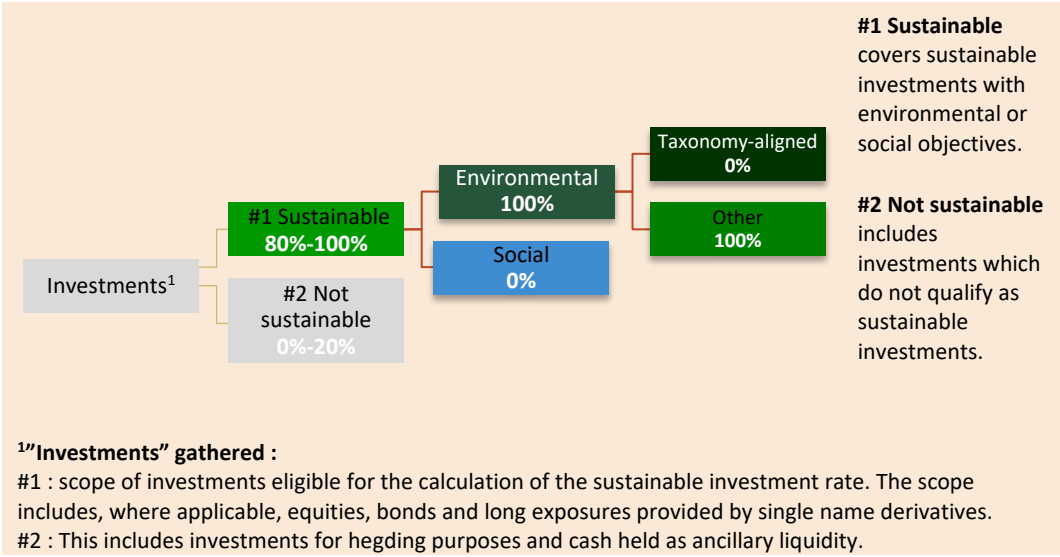 #1 Sustainable
covers sustainable
investments with
environmental or
social objectives.
#2 Not sustainable
includes
investments which
do not qualify as
sustainable
investments.
Investments1
#1 Sustainable
80%-100%
#2 Not
sustainable
0%-20%
Environmental
100%
Social
0%
Taxonomy-aligned
0%
Other
100%
1”Investments” gathered :
#1 : scope of investments eligible for the calculation of the sustainable investment rate. The scope
includes, where applicable, equities, bonds and long exposures provided by single name derivatives.
#2 : This includes investments for hegding purposes and cash held as ancillary liquidity.